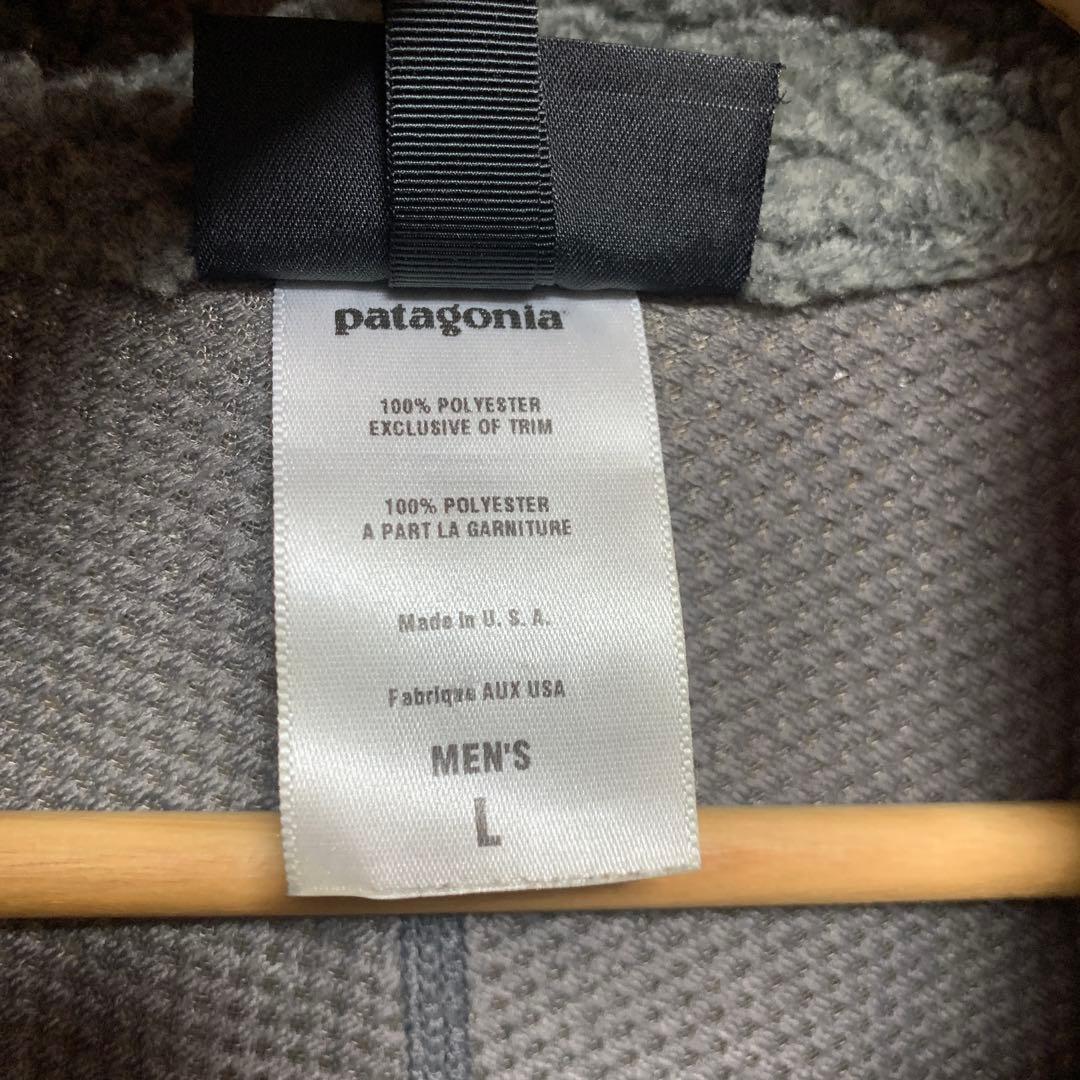 patagonia
100% POLYESTER
EXCLUSIVE OF TRIM
100% POLYESTER
A PART LA GARNITURE
Made in U. S. A.
Fabrique AUX USA
MEN'S
L